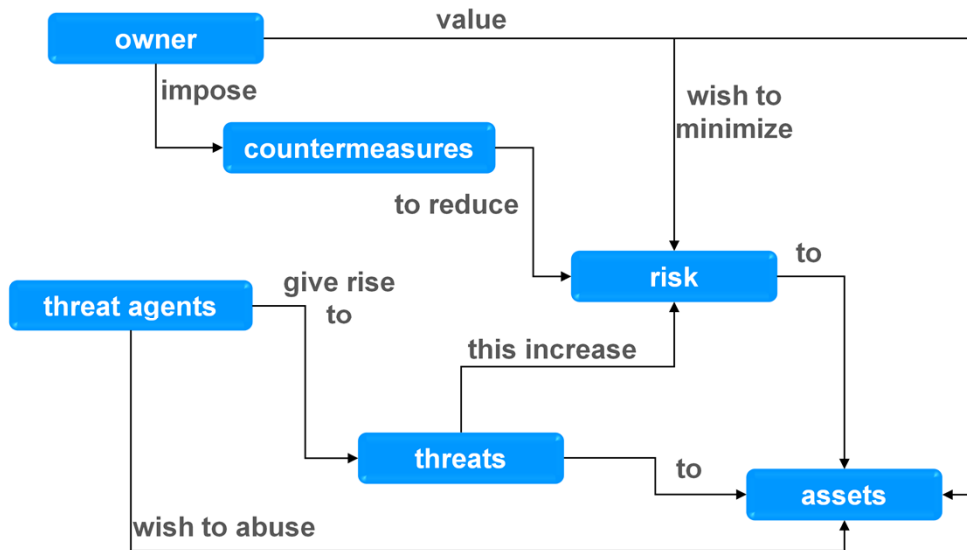 value
owner
impose
wish to
minimize
countermeasures
to reduce
to
risk
give rise
to
threat agents
this increase
threats
to
assets
wish to abuse